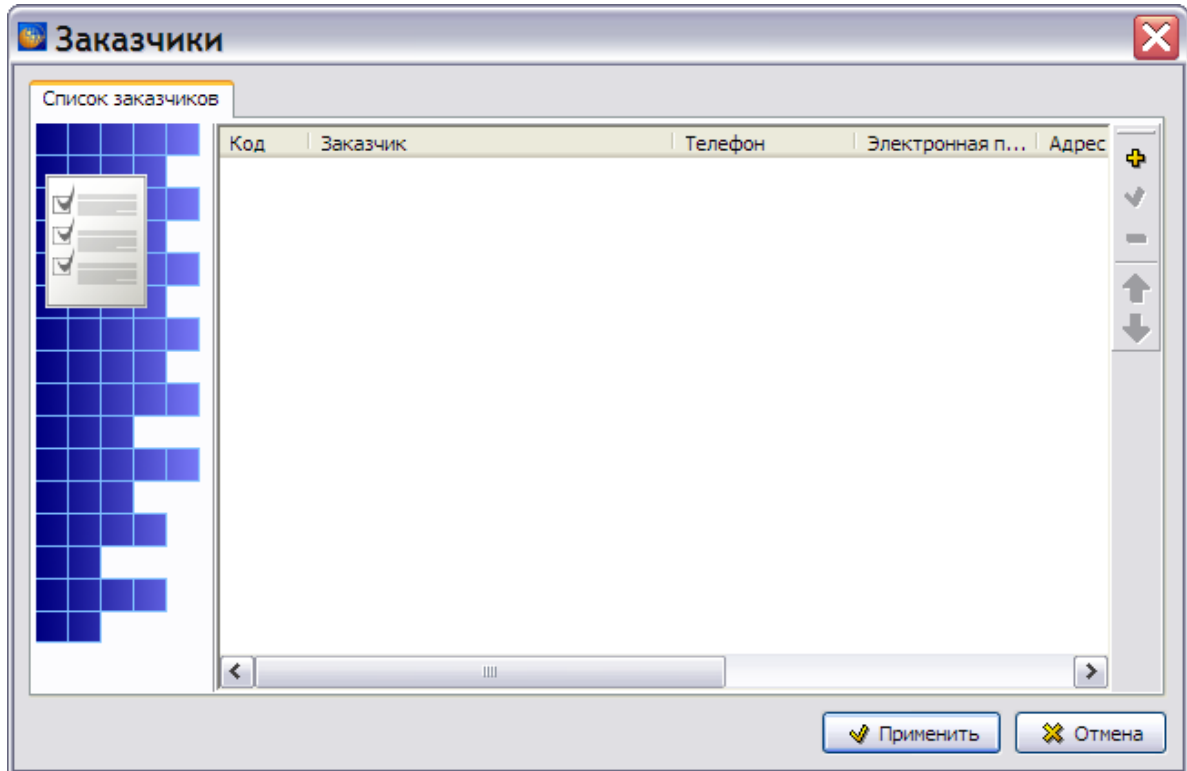 Заказчики
Список заказчиков
Код Заказчик Телефон Электронная п... Адрес
Применить Отмена